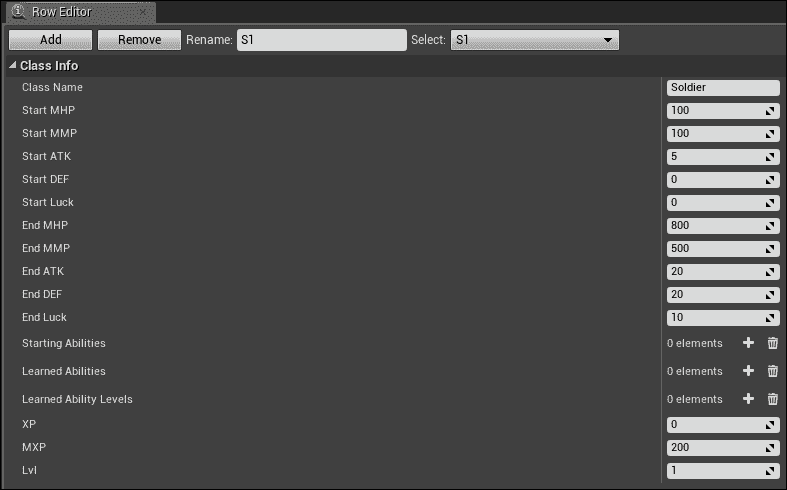 Row Editor
Add Remove Rename: S1 Select: S1
Class Info
Class Name Soldier
Start MHP 100
Start MMP 100
Start ATK 5
Start DEF 0
Start Luck 0
End MHP 800
End MMP 500
End ATK 20
End DEF 20
End Luck 10
Starting Abilities 0 elements
Learned Abilities 0 elements
Learned Ability Levels 0 elements
XP 0
MXP 200
Lvl 1